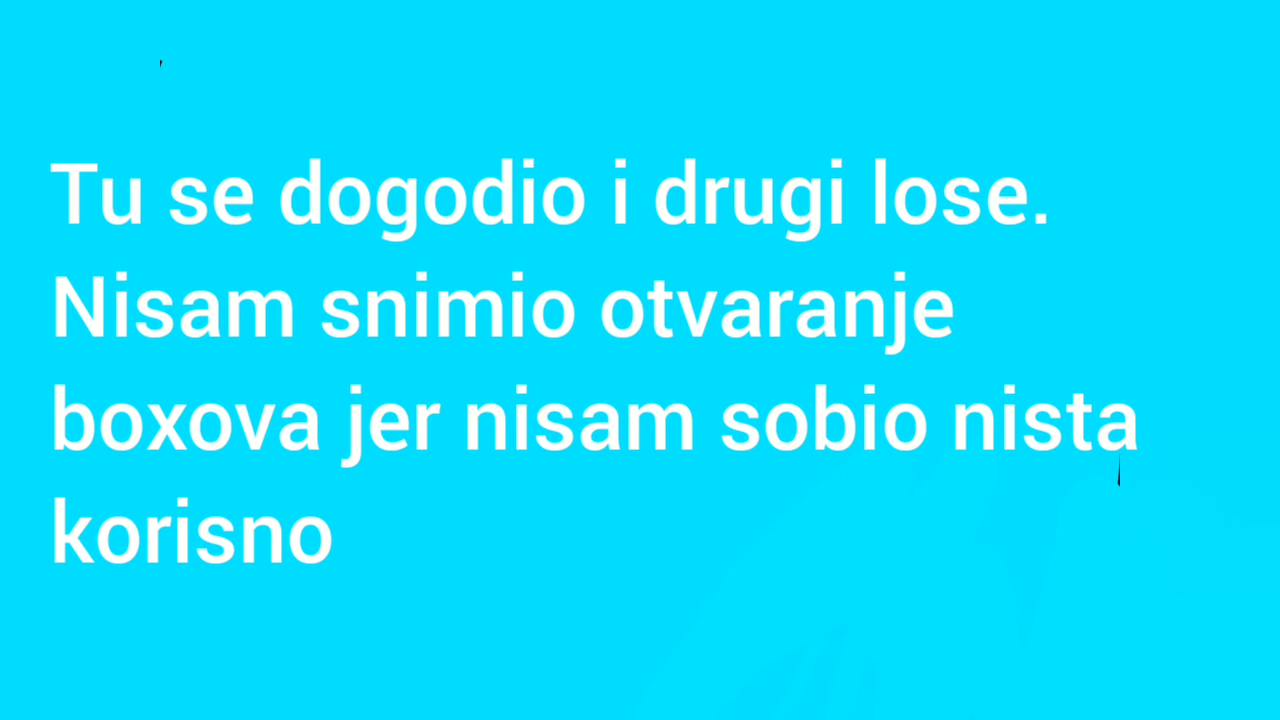 Tu se dogodio i drugi lose.
Nisam snimio otvaranje
boxova jer nisam sobio nista
korisno